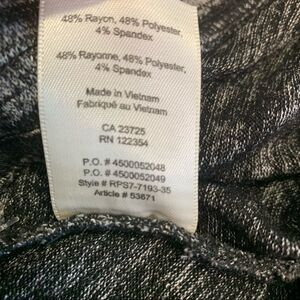 48% Rayon, 48% Polyester,
4% Spandex
48% Rayonne, 48% Polyester,
4% Spandex
Made in Vietnam
Fabriqué au Vietnam
CA 23725
RN 122354
P.O. # 4500052048
P.O. # 4500052049
Style # RPS7-7193-35
Article # 53671